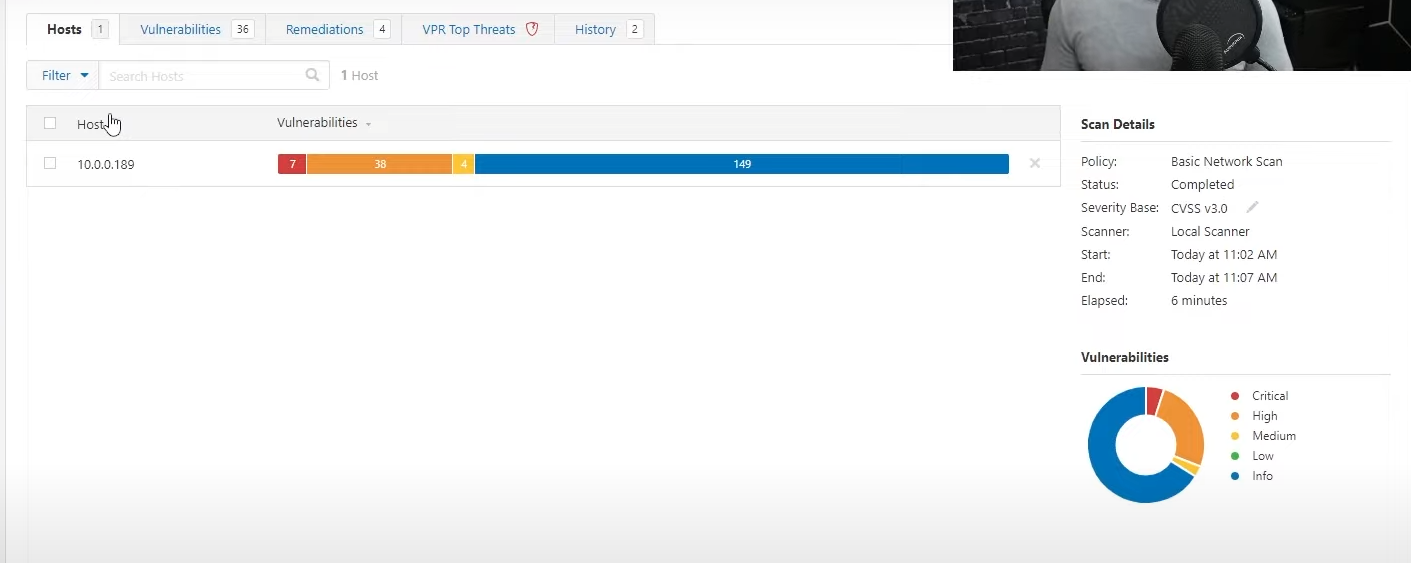 Hosts 1 Vulnerabilities 36 Remediations 4 VPR Top Threats History 2
Filter Search Hosts 1 Host
Host Vulnerabilities
10.0.0.189 7 38 4 149
Scan Details
Policy: Basic Network Scan
Status: Completed
Severity Base: CVSS v3.0
Scanner: Local Scanner
Start: Today at 11:02 AM
End: Today at 11:07 AM
Elapsed: 6 minutes
Vulnerabilities
Critical
High
Medium
Low
Info